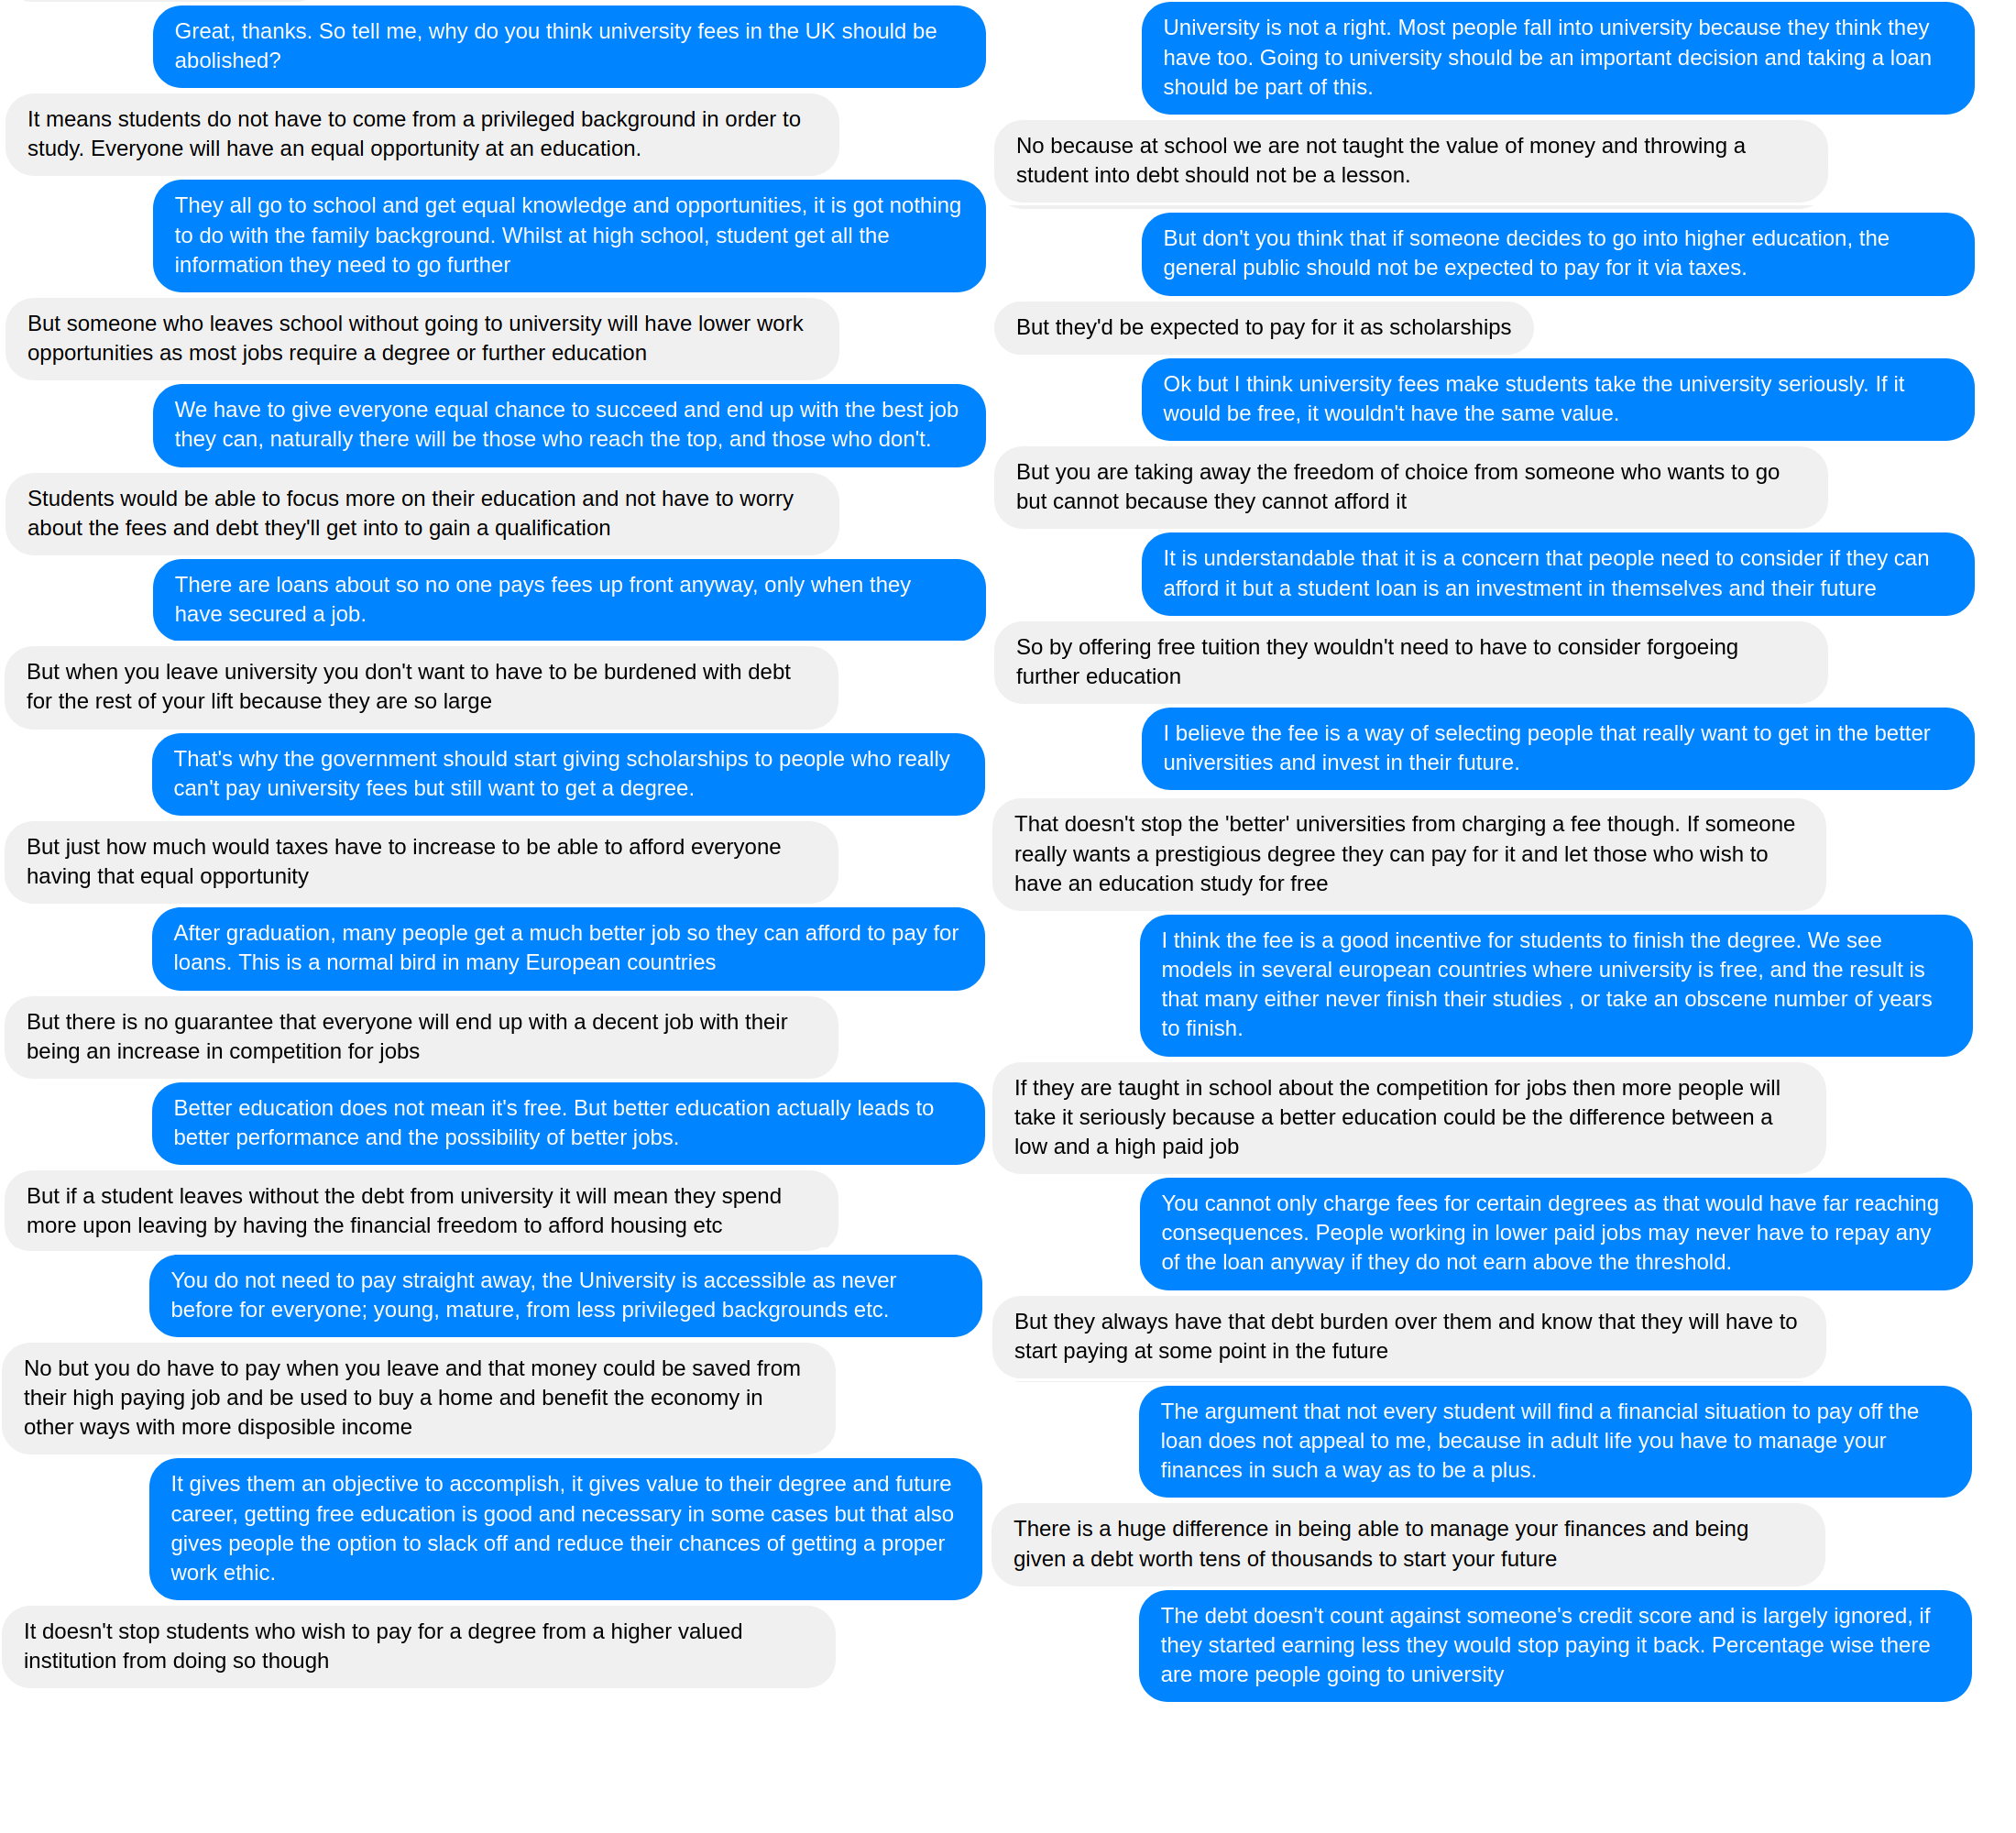 Great, thanks. So tell me, why do you think university fees in the UK should be
abolished?
It means students do not have to come from a privileged background in order to
study. Everyone will have an equal opportunity at an education.
They all go to school and get equal knowledge and opportunities, it is got nothing
to do with the family background. Whilst at high school, student get all the
information they need to go further
But someone who leaves school without going to university will have lower work
opportunities as most jobs require a degree or further education
We have to give everyone equal chance to succeed and end up with the best job
they can, naturally there will be those who reach the top, and those who don't.
Students would be able to focus more on their education and not have to worry
about the fees and debt they'll get into to gain a qualification
There are loans about so no one pays fees up front anyway, only when they
have secured a job.
But when you leave university you don't want to have to be burdened with debt
for the rest of your lift because they are so large
That's why the government should start giving scholarships to people who really
can't pay university fees but still want to get a degree.
But just how much would taxes have to increase to be able to afford everyone
having that equal opportunity
After graduation, many people get a much better job so they can afford to pay for
loans. This is a normal bird in many European countries
But there is no guarantee that everyone will end up with a decent job with their
being an increase in competition for jobs
Better education does not mean it's free. But better education actually leads to
better performance and the possibility of better jobs.
But if a student leaves without the debt from university it will mean they spend
more upon leaving by having the financial freedom to afford housing etc
You do not need to pay straight away, the University is accessible as never
before for everyone; young, mature, from less privileged backgrounds etc.
No but you do have to pay when you leave and that money could be saved from
their high paying job and be used to buy a home and benefit the economy in
other ways with more disposible income
It gives them an objective to accomplish, it gives value to their degree and future
career, getting free education is good and necessary in some cases but that also
gives people the option to slack off and reduce their chances of getting a proper
work ethic.
It doesn't stop students who wish to pay for a degree from a higher valued
institution from doing so though
University is not a right. Most people fall into university because they think they
have too. Going to university should be an important decision and taking a loan
should be part of this.
No because at school we are not taught the value of money and throwing a
student into debt should not be a lesson.
But don't you think that if someone decides to go into higher education, the
general public should not be expected to pay for it via taxes.
But they'd be expected to pay for it as scholarships
Ok but I think university fees make students take the university seriously. If it
would be free, it wouldn't have the same value.
But you are taking away the freedom of choice from someone who wants to go
but cannot because they cannot afford it
It is understandable that it is a concern that people need to consider if they can
afford it but a student loan is an investment in themselves and their future
So by offering free tuition they wouldn't need to have to consider forgoeing
further education
I believe the fee is a way of selecting people that really want to get in the better
universities and invest in their future.
That doesn't stop the 'better' universities from charging a fee though. If someone
really wants a prestigious degree they can pay for it and let those who wish to
have an education study for free
I think the fee is a good incentive for students to finish the degree. We see
models in several european countries where university is free, and the result is
that many either never finish their studies , or take an obscene number of years
to finish.
If they are taught in school about the competition for jobs then more people will
take it seriously because a better education could be the difference between a
low and a high paid job
You cannot only charge fees for certain degrees as that would have far reaching
consequences. People working in lower paid jobs may never have to repay any
of the loan anyway if they do not earn above the threshold.
But they always have that debt burden over them and know that they will have to
start paying at some point in the future
The argument that not every student will find a financial situation to pay off the
loan does not appeal to me, because in adult life you have to manage your
finances in such a way as to be a plus.
There is a huge difference in being able to manage your finances and being
given a debt worth tens of thousands to start your future
The debt doesn't count against someone's credit score and is largely ignored, if
they started earning less they would stop paying it back. Percentage wise there
are more people going to university